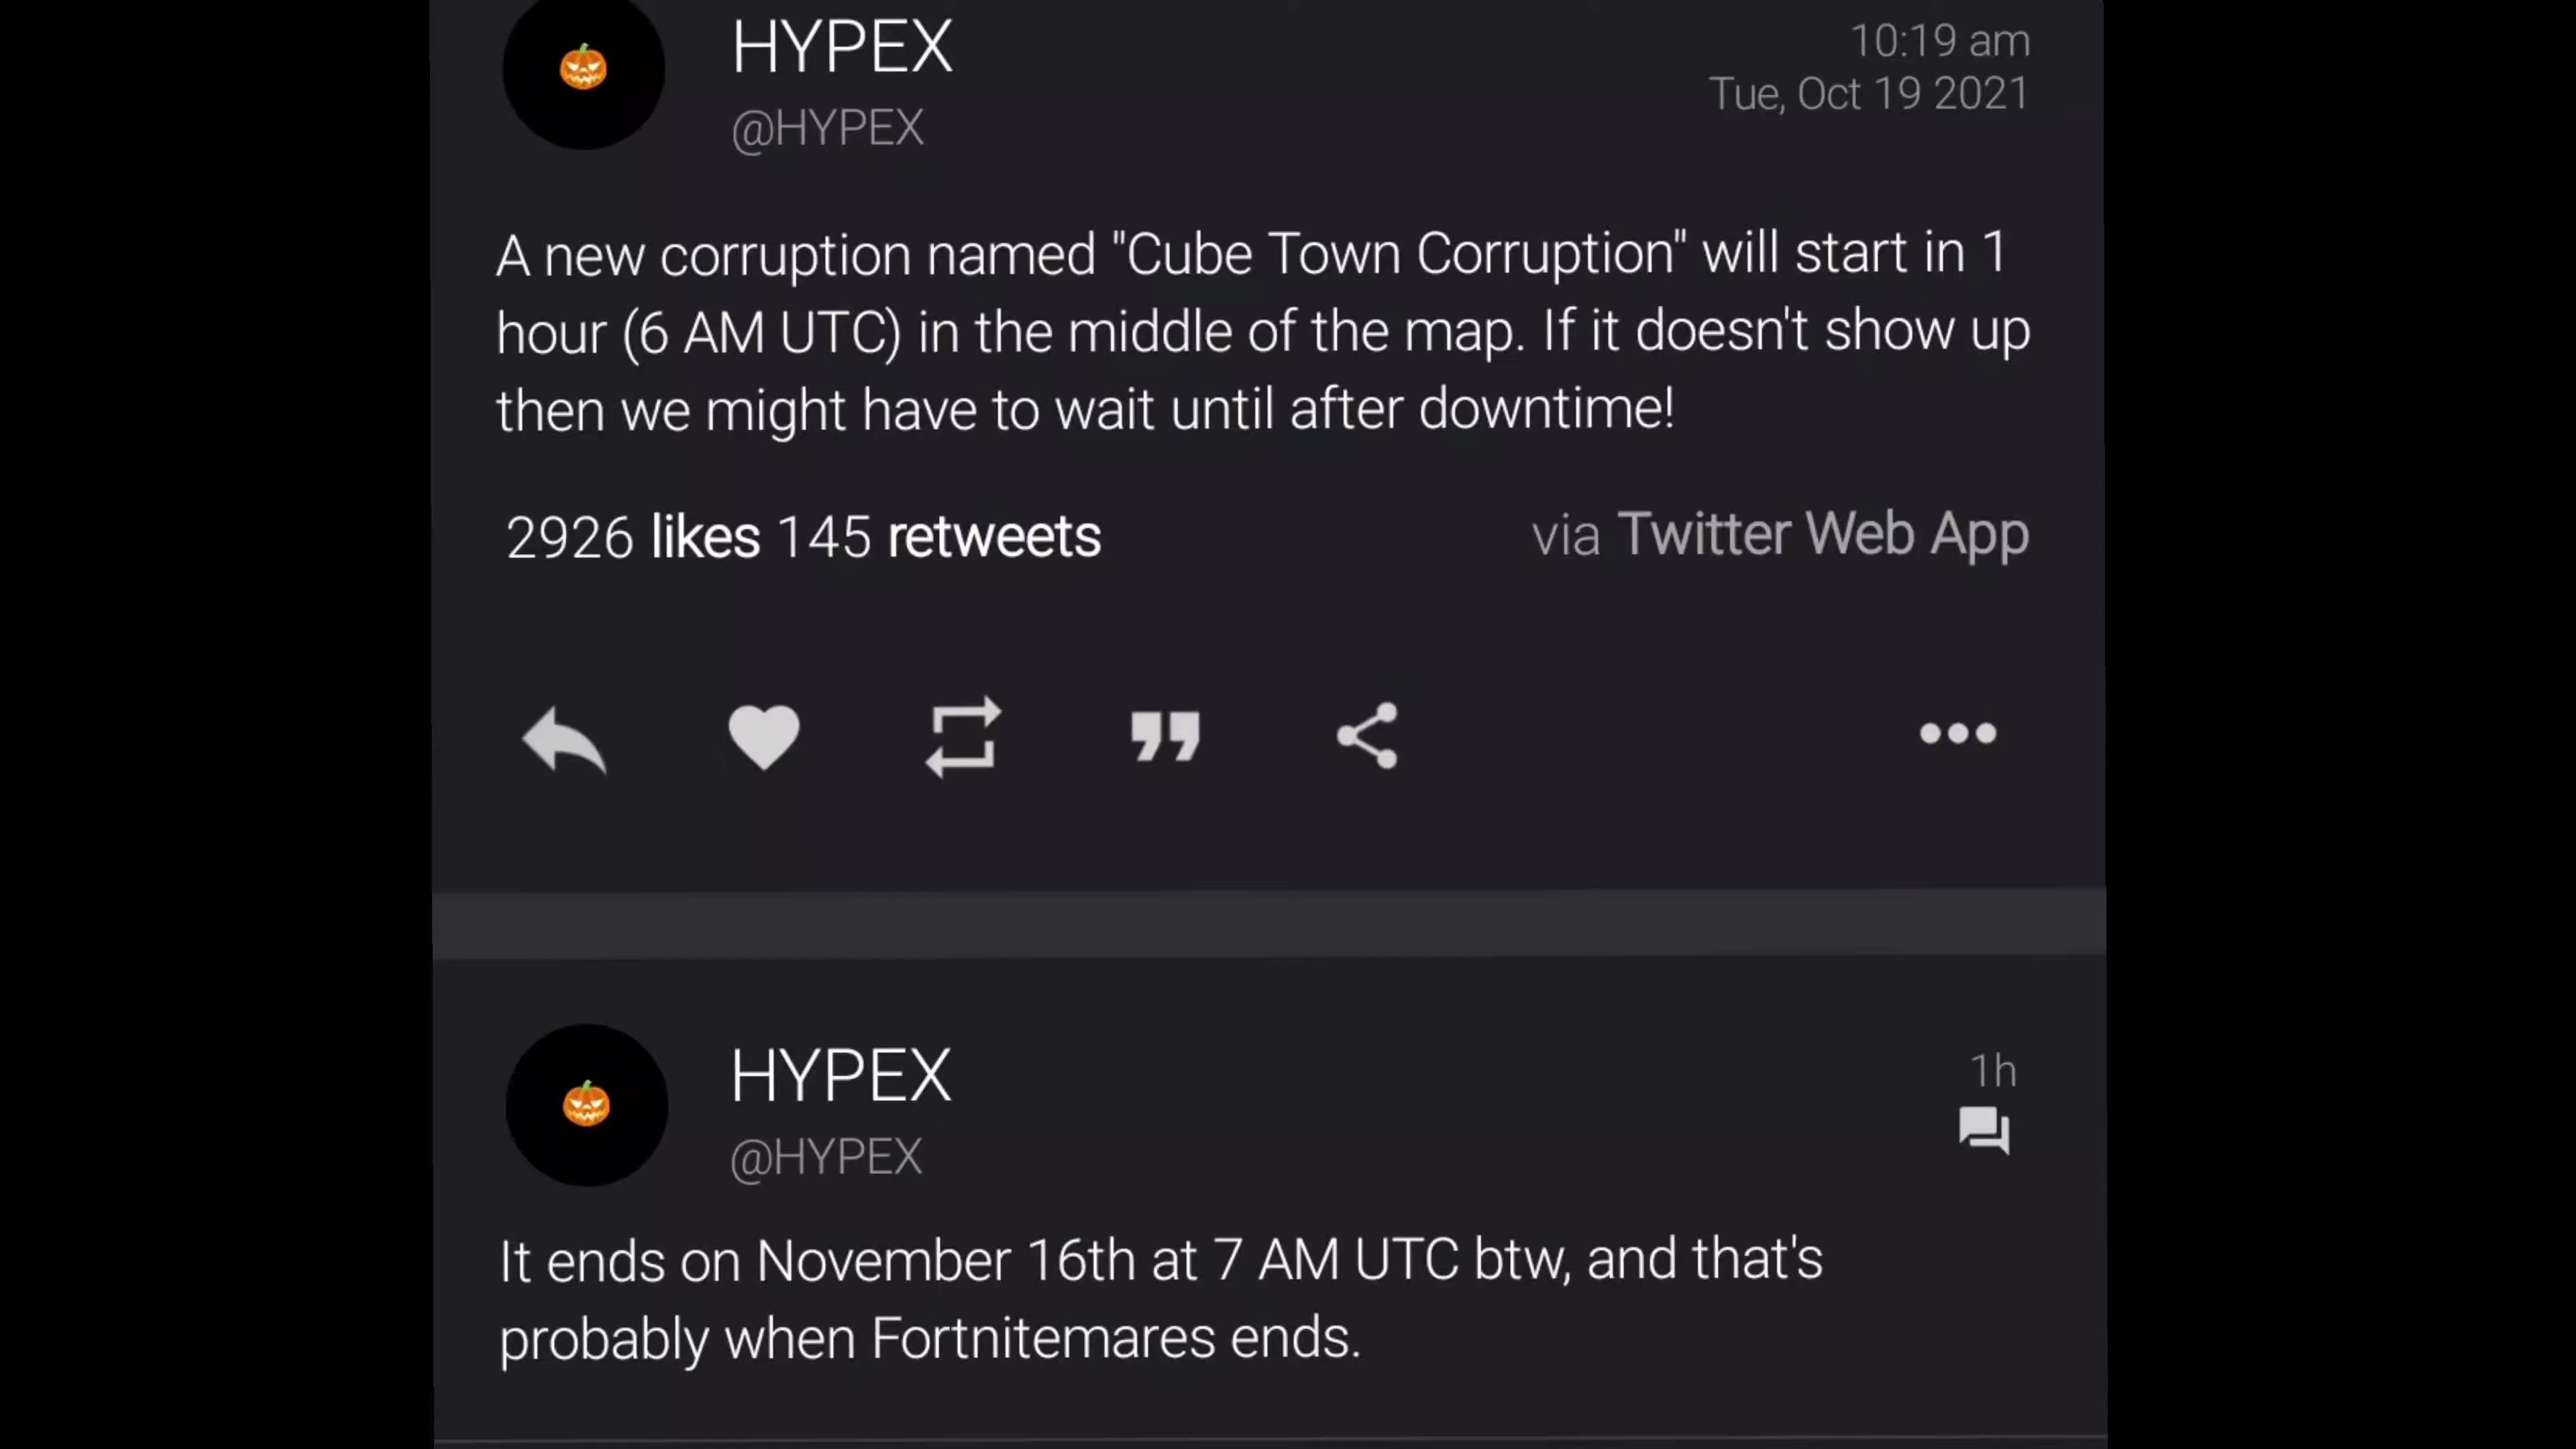 HYPEX
10:19 am
@HYPEX
Tue, Oct 19 2021
A new corruption named "Cube Town Corruption" will start in 1
hour (6 AM UTC) in the middle of the map. If it doesn't show up
then we might have to wait until after downtime!
2926 likes 145 retweets
via Twitter Web App
HYPEX
1h
@HYPEX
It ends on November 16th at 7 AM UTC btw, and that's
probably when Fortnitemares ends.